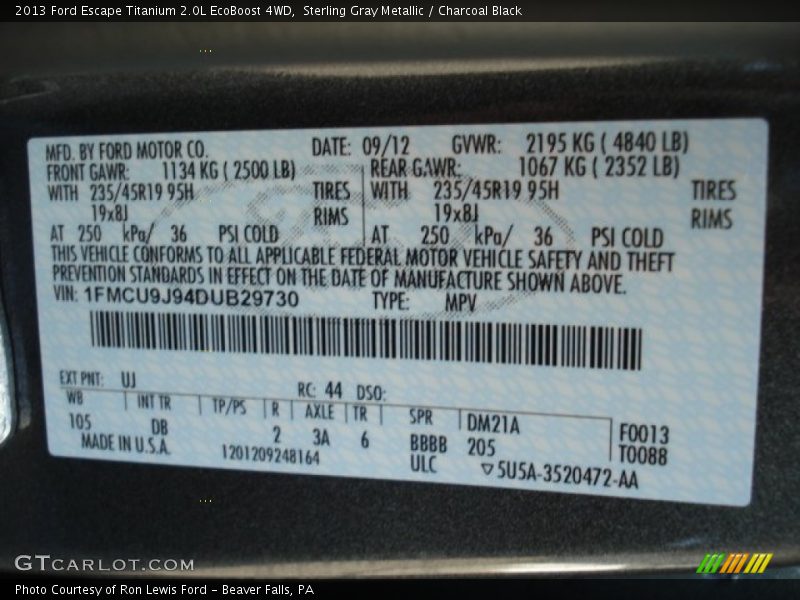 2013 Ford Escape Titanium 2.0L EcoBoost 4WD, Sterling Gray Metallic / Charcoal Black
MFD. BY FORD MOTOR CO. DATE: 09/12 GVWR: 2195 KG ( 4840 LB)
FRONT GAWR: 1134 KG ( 2500 LB) REAR GAWR: 1067 KG ( 2352 LB)
WITH 235/45R19 95H TIRES WITH 235/45R19 95H TIRES
19x8J RIMS 19x8J RIMS
AT 250 kPa/ 36 PSI COLD AT 250 kPa/ 36 PSI COLD
THIS VEHICLE CONFORMS TO ALL APPLICABLE FEDERAL MOTOR VEHICLE SAFETY AND THEFT
PREVENTION STANDARDS IN EFFECT ON THE DATE OF MANUFACTURE SHOWN ABOVE.
VIN: 1FMCU9J94DUB29730 TYPE: MPV
EXT PNT: UJ RC: 44 DSO:
WB INT TR TP/PS R AXLE TR SPR DM21A F0013
105 DB 2 3A 6 BBBB 205 T0088
MADE IN U.S.A. 1201209248164 ULC ▽5U5A-3520472-AA
GTCARLOT.COM
Photo Courtesy of Ron Lewis Ford - Beaver Falls, PA